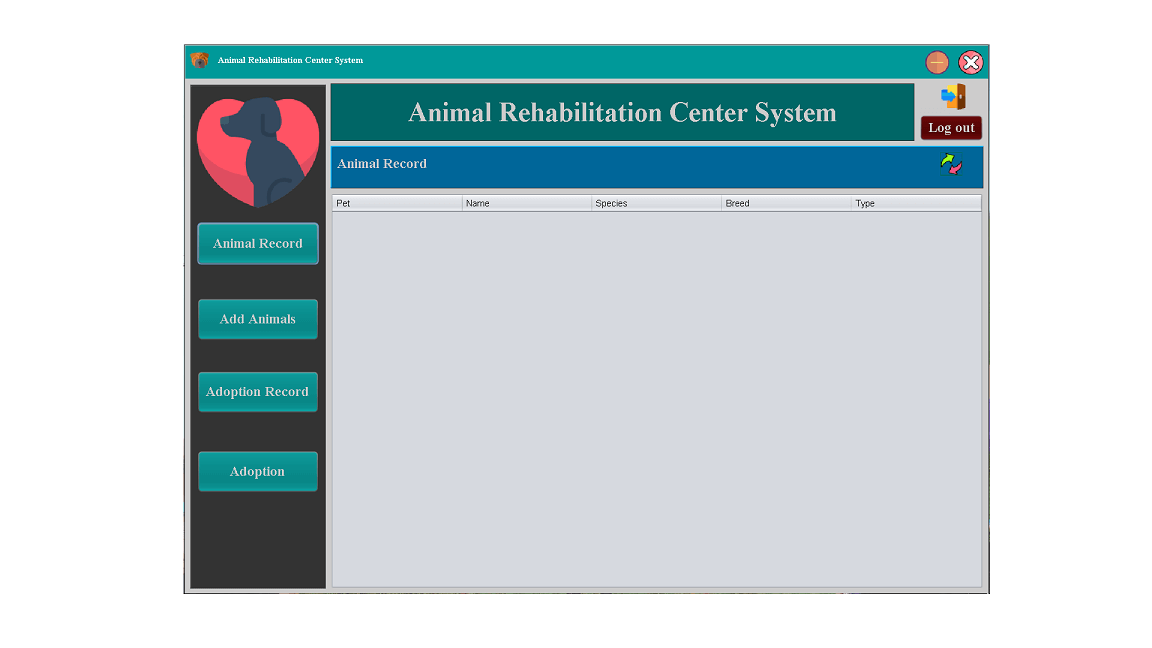 Animal Rehabilitation Center System
Animal Rehabilitation Center System
Log out
Animal Record
Pet Name Species Breed Type
Animal Record
Add Animals
Adoption Record
Adoption